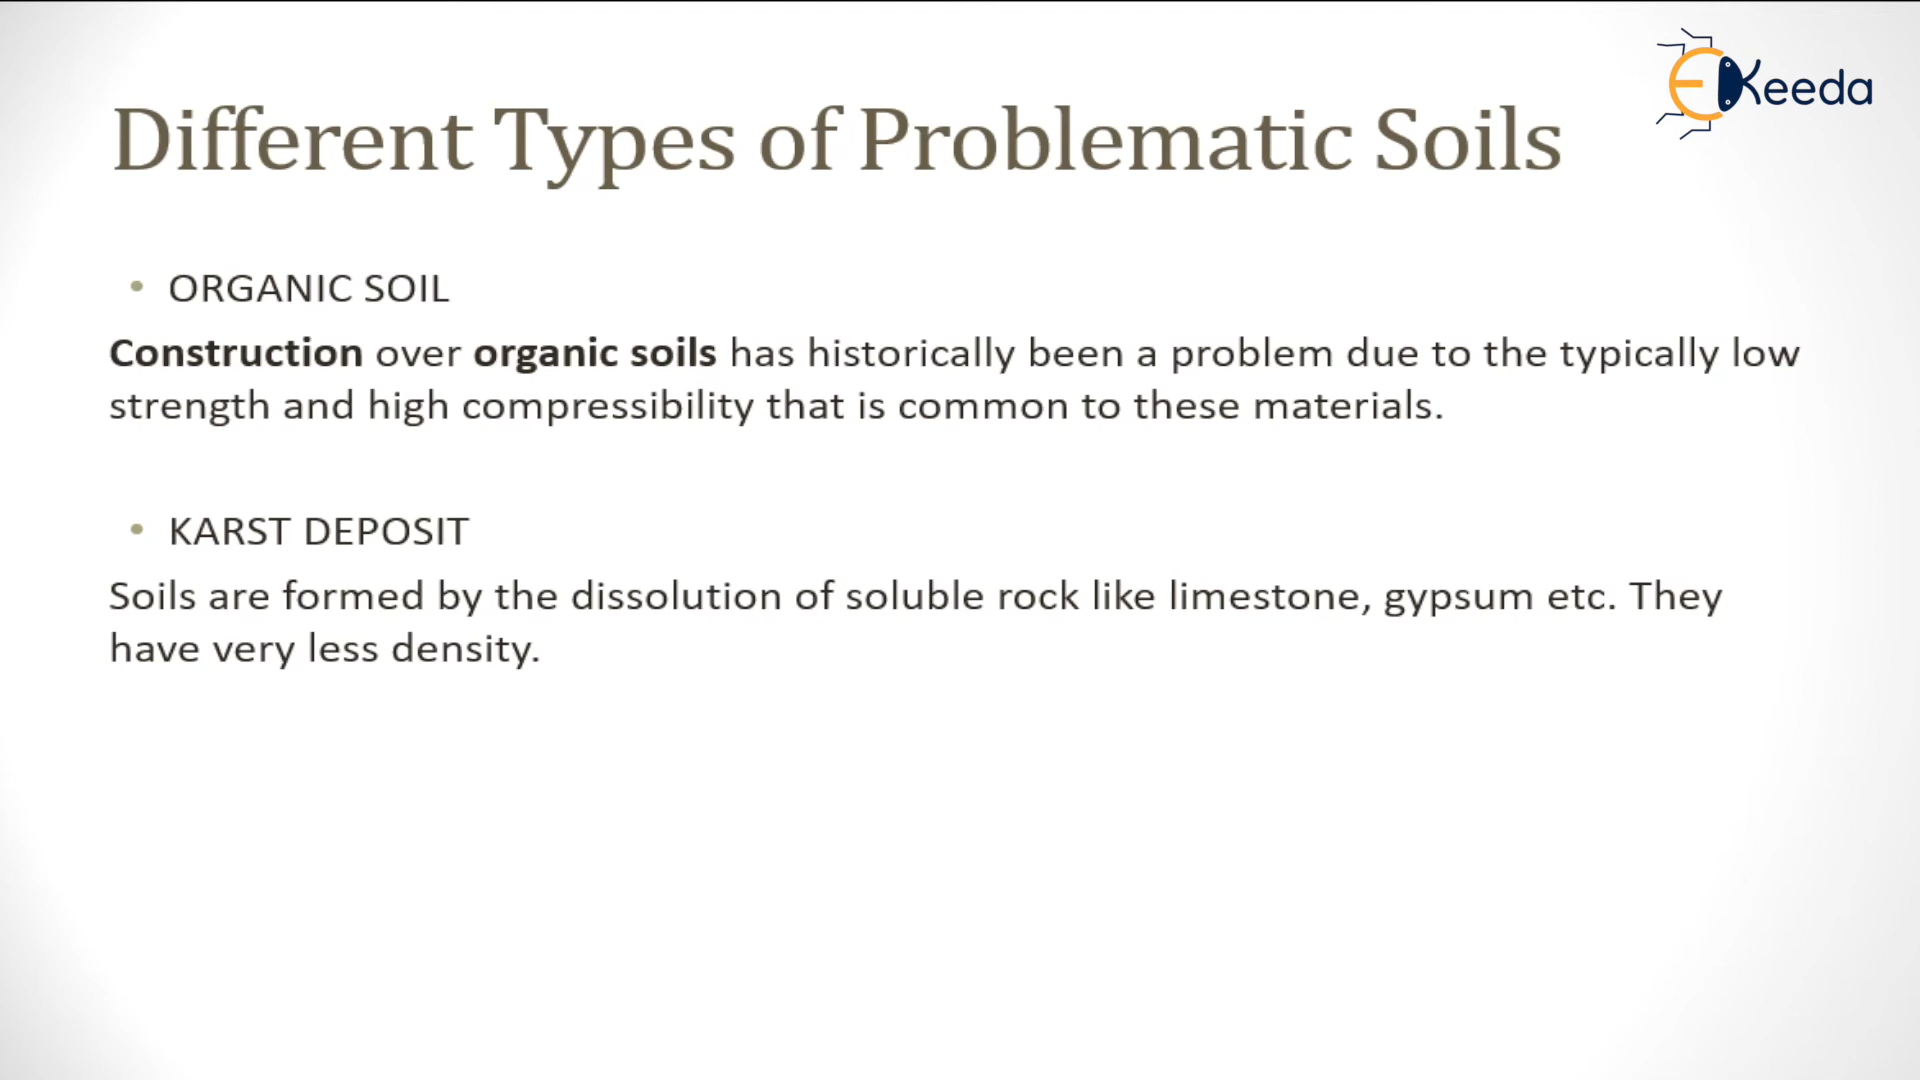 EKeeda
Different Types of Problematic Soils
• ORGANIC SOIL
Construction over organic soils has historically been a problem due to the typically low
strength and high compressibility that is common to these materials.
• KARST DEPOSIT
Soils are formed by the dissolution of soluble rock like limestone, gypsum etc. They
have very less density.